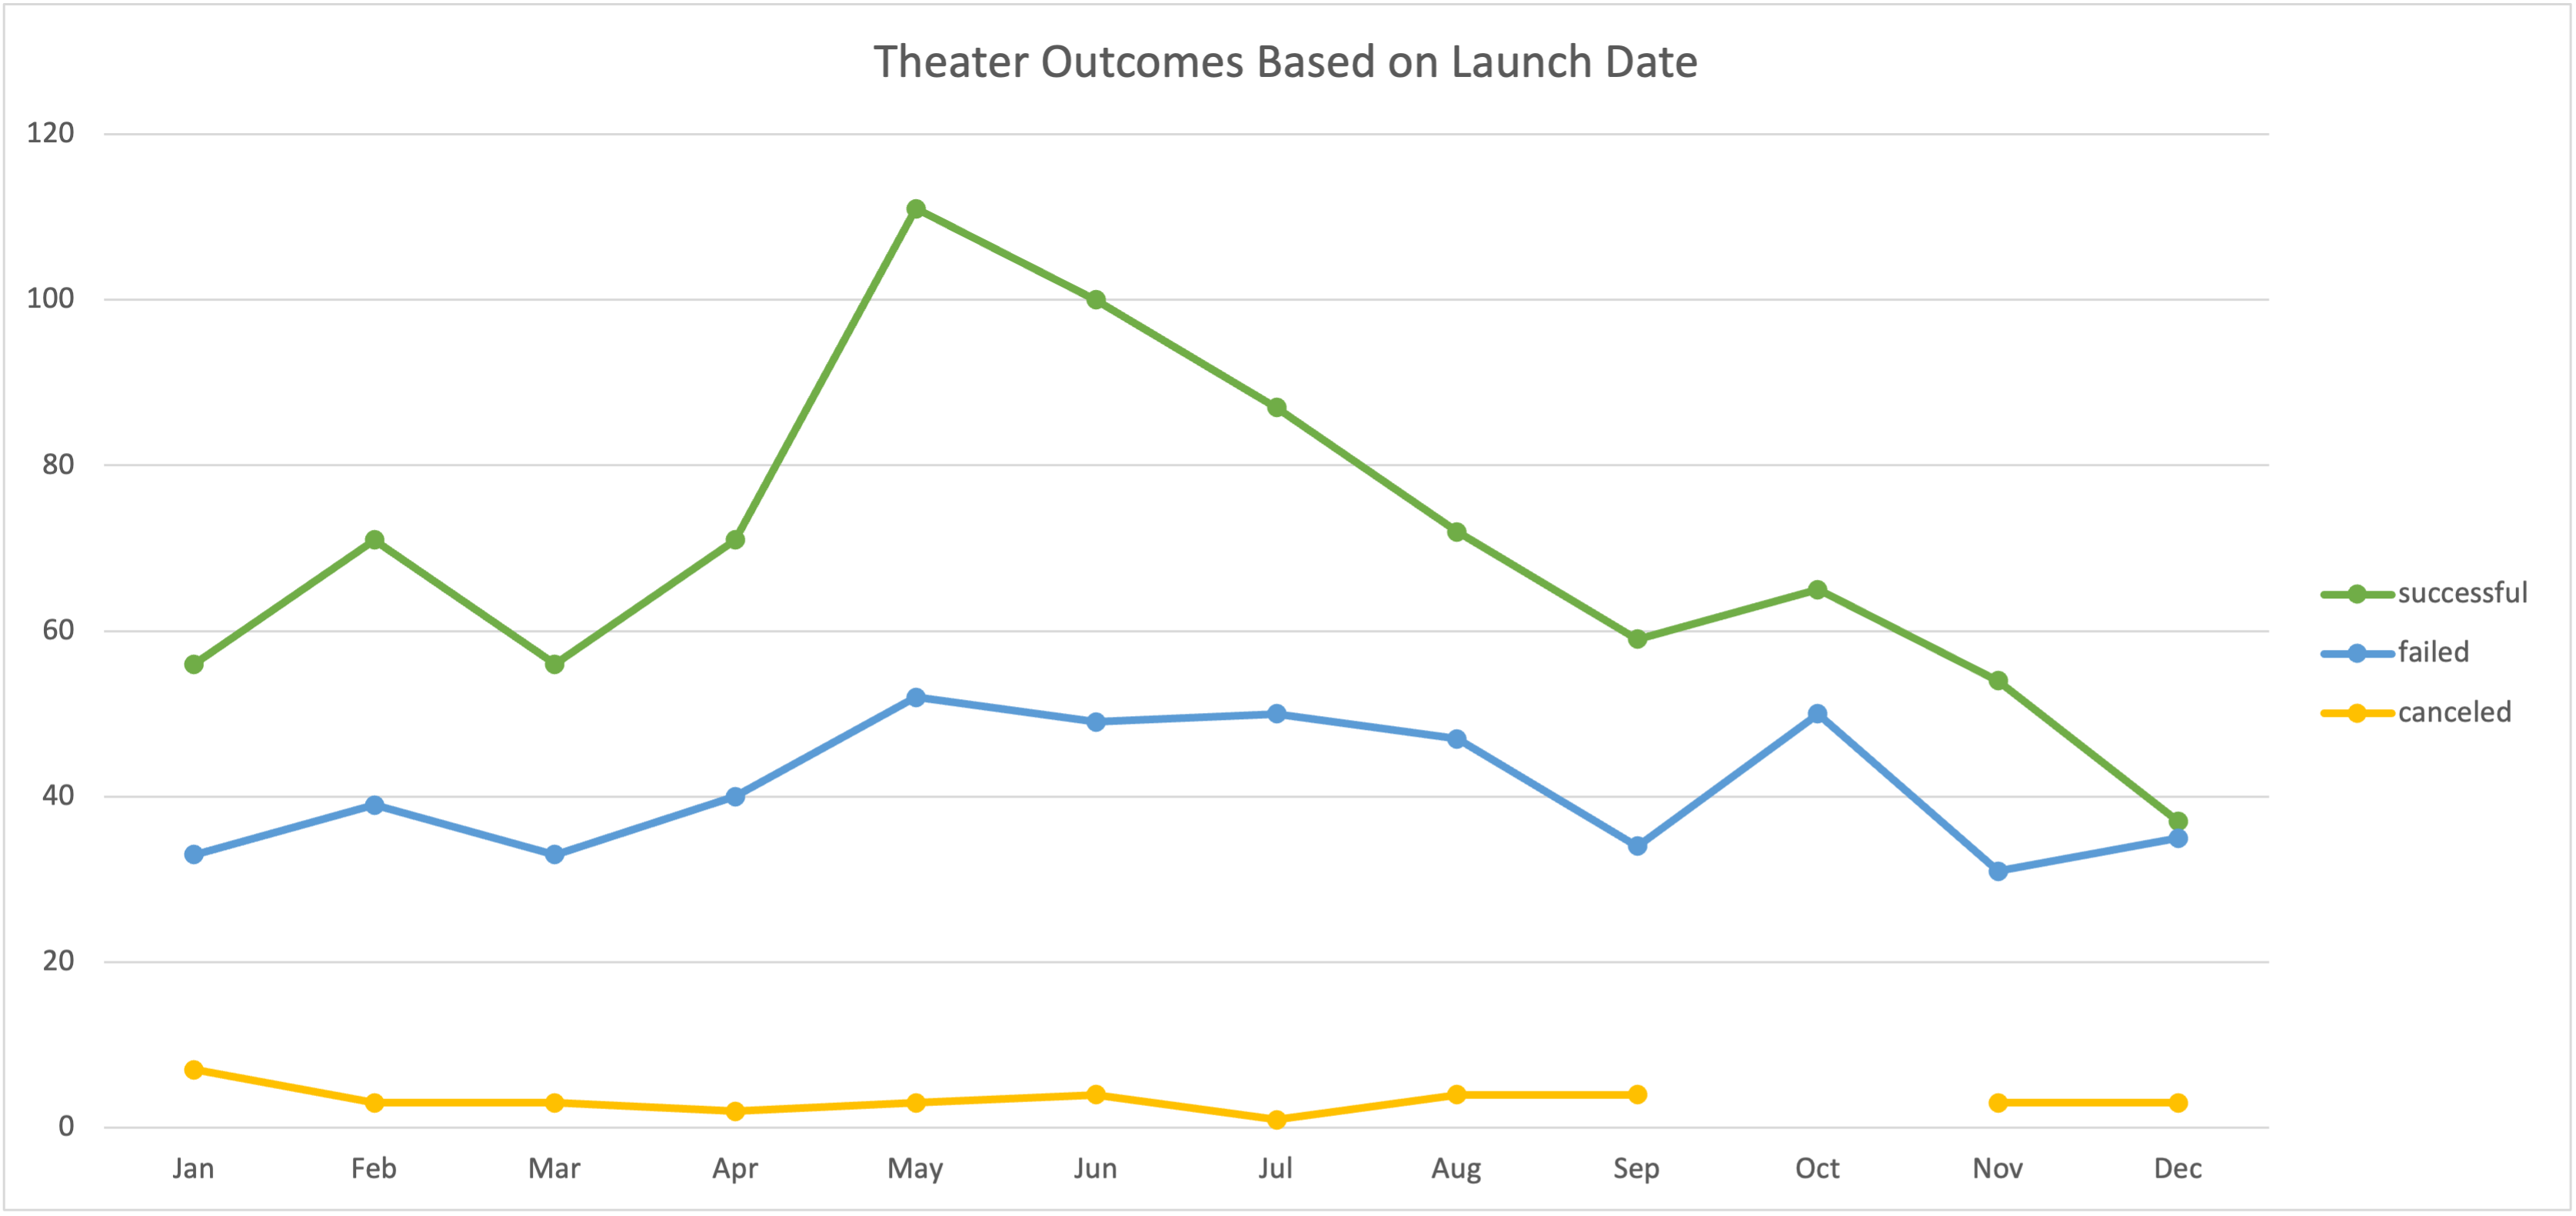 Theater Outcomes Based on Launch Date
120
100
80
60
40
20
0
Jan Feb Mar Apr May Jun Jul Aug Sep Oct Nov Dec
successful
failed
canceled